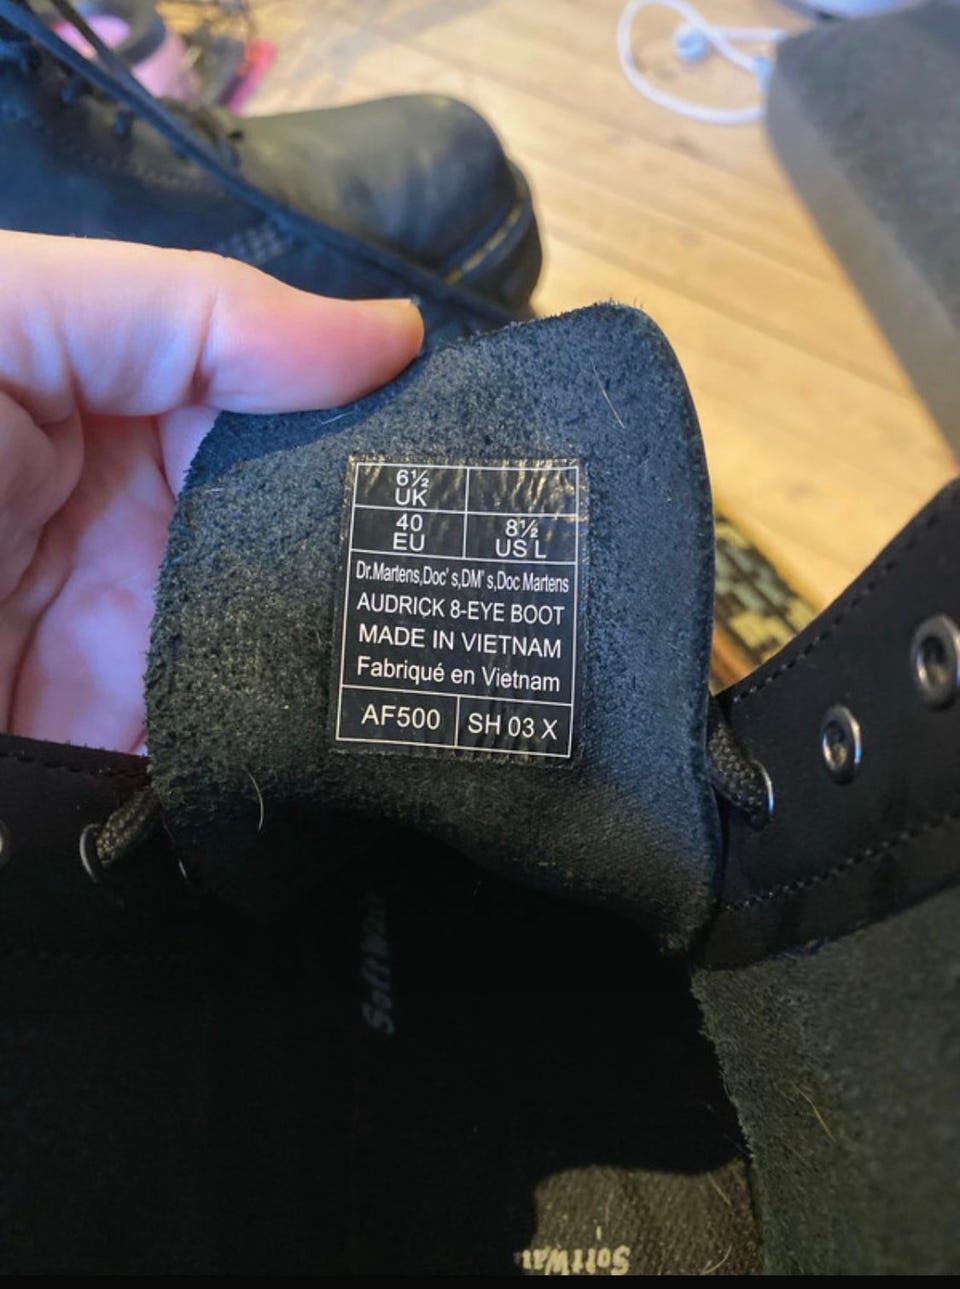 6½
UK
40
EU
8½
US L
Dr.Martens,Doc's,DM's,Doc Martens
AUDRICK 8-EYE BOOT
MADE IN VIETNAM
Fabriqué en Vietnam
AF500
SH 03 X